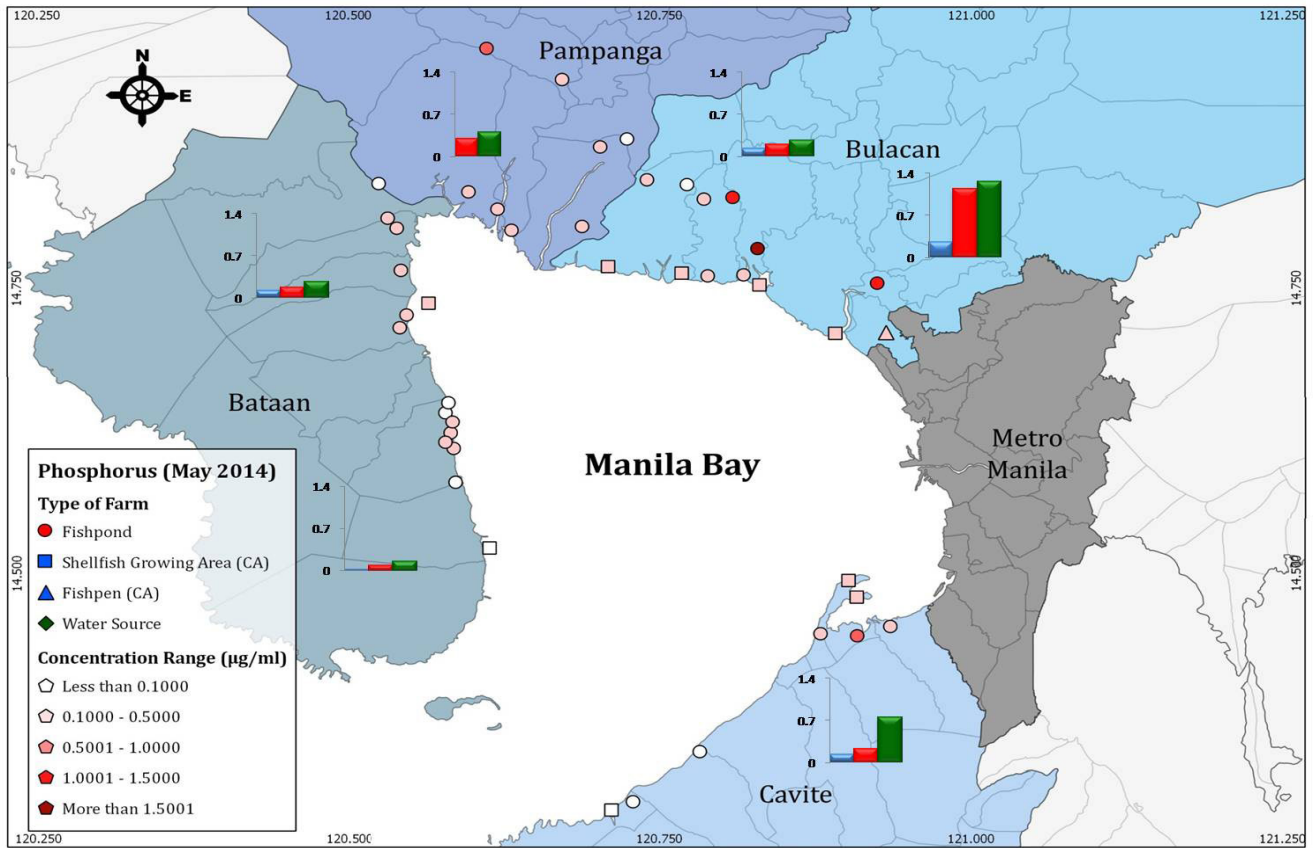 120.250
120.500
120.750
121.000
121.250
N
E
Pampanga
1.4
0.7
0
1.4
0.7
0
Bulacan
1.4
0.7
0
1.4
0.7
0
14.750
14.750
Bataan
Manila Bay
Metro
Manila
Phosphorus (May 2014)
Type of Farm
Fishpond
Shellfish Growing Area (CA)
Fishpen (CA)
Water Source
Concentration Range (µg/ml)
Less than 0.1000
0.1000 - 0.5000
0.5001 - 1.0000
1.0001 - 1.5000
More than 1.5001
1.4
0.7
0
14.500
14.500
1.4
0.7
0
Cavite
120.250
120.500
120.750
121.000
121.250